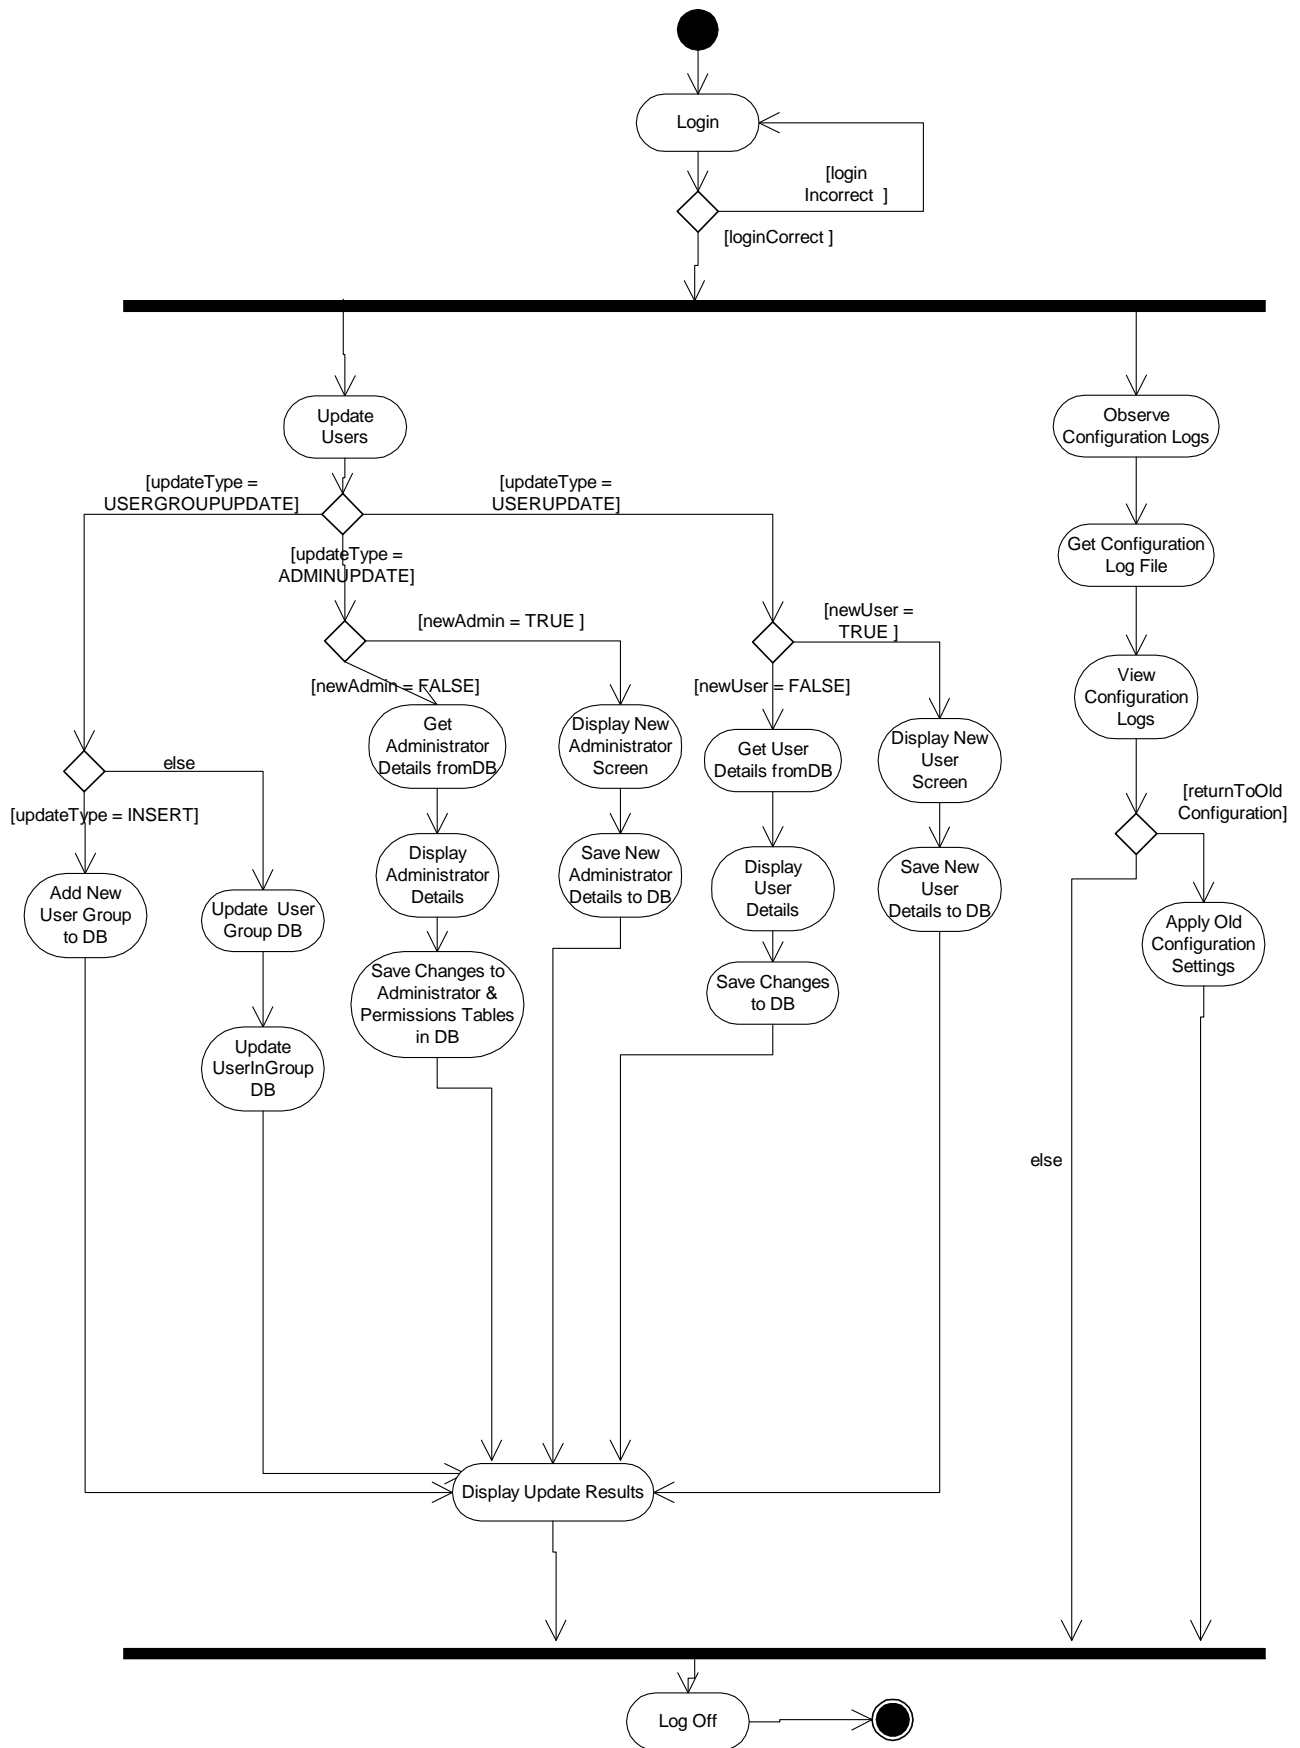 Login
[login
Incorrect ]
[loginCorrect ]
Update
Users
Observe
Configuration Logs
[updateType =
USERGROUPUPDATE]
[updateType =
USERUPDATE]
[updateType =
ADMINUPDATE]
Get Configuration
Log File
[newAdmin = TRUE ]
[newUser =
TRUE ]
[newAdmin = FALSE]
[newUser = FALSE]
View
Configuration
Logs
Get
Administrator
Details fromDB
Display New
Administrator
Screen
Get User
Details fromDB
Display New
User
Screen
else
[updateType = INSERT]
[returnToOld
Configuration]
Display
Administrator
Details
Save New
Administrator
Details to DB
Display
User
Details
Save New
User
Details to DB
Add New
User Group
to DB
Update  User
Group DB
Apply Old
Configuration
Settings
Save Changes to
Administrator &
Permissions Tables
in DB
Save Changes
to DB
Update
UserInGroup
DB
else
Display Update Results
Log Off